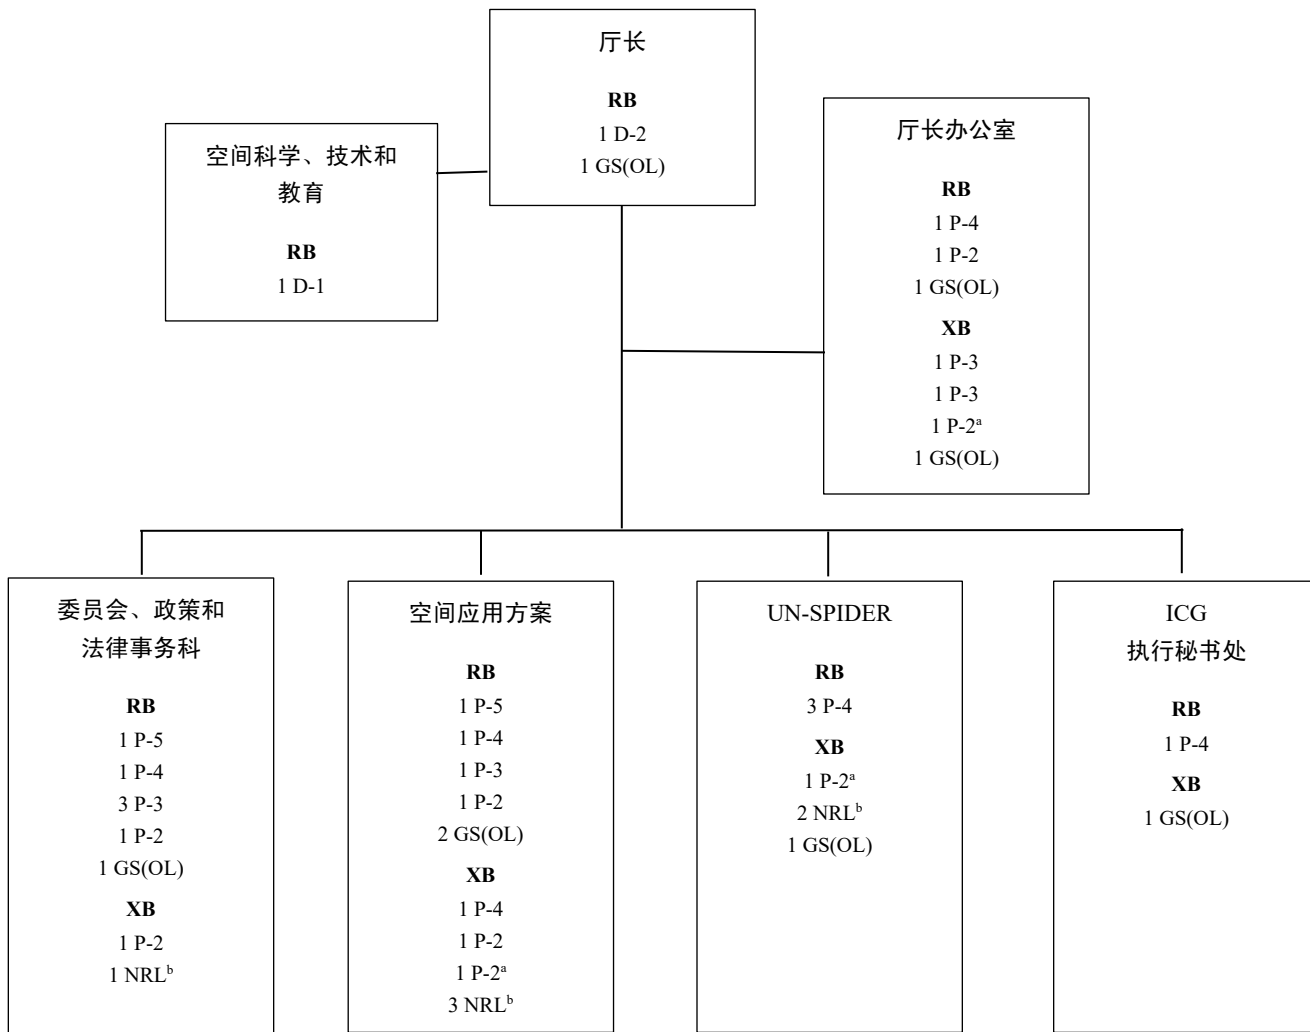 厅长
RB
1 D-2
1 GS(OL)
空间科学、技术和
教育
RB
1 D-1
厅长办公室
RB
1 P-4
1 P-2
1 GS(OL)
XB
1 P-3
1 P-3
1 P-2ᵃ
1 GS(OL)
委员会、政策和
法律事务科
RB
1 P-5
1 P-4
3 P-3
1 P-2
1 GS(OL)
XB
1 P-2
1 NRLᵇ
空间应用方案
RB
1 P-5
1 P-4
1 P-3
1 P-2
2 GS(OL)
XB
1 P-4
1 P-2
1 P-2ᵃ
3 NRLᵇ
UN-SPIDER
RB
3 P-4
XB
1 P-2ᵃ
2 NRLᵇ
1 GS(OL)
ICG
执行秘书处
RB
1 P-4
XB
1 GS(OL)